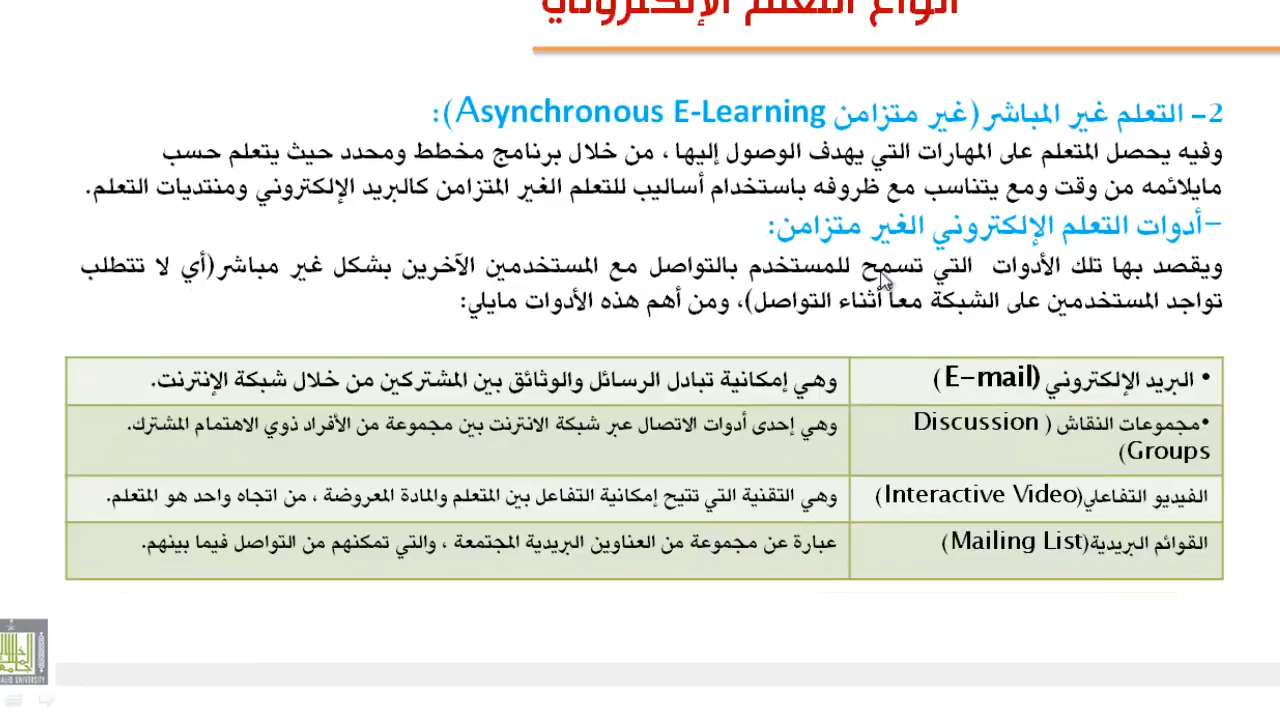 أنواع التعلم الإلكتروني
2- التعلم غير المباشر(غير متزامن Asynchronous E-Learning):
وفيه يحصل المتعلم على المهارات التي يهدف الوصول إليها ، من خلال برنامج مخطط ومحدد حيث يتعلم حسب
مايلائمه من وقت ومع يتناسب مع ظروفه باستخدام أساليب للتعلم الغير المتزامن كالبريد الإلكتروني ومنتديات التعلم.
-أدوات التعلم الإلكتروني الغير متزامن:
ويقصد بها تلك الأدوات التي تسمح للمستخدم بالتواصل مع المستخدمين الآخرين بشكل غير مباشر(أي لا تتطلب
تواجد المستخدمين على الشبكة معاً أثناء التواصل)، ومن أهم هذه الأدوات مايلي:
• البريد الإلكتروني (E-mail)
وهي إمكانية تبادل الرسائل والوثائق بين المشتركين من خلال شبكة الإنترنت.
•مجموعات النقاش ( Discussion
Groups)
وهي إحدى أدوات الاتصال عبر شبكة الانترنت بين مجموعة من الأفراد ذوي الاهتمام المشترك.
الفيديو التفاعلي(Interactive Video)
وهي التقنية التي تتيح إمكانية التفاعل بين المتعلم والمادة المعروضة ، من اتجاه واحد هو المتعلم.
القوائم البريدية(Mailing List)
عبارة عن مجموعة من العناوين البريدية المجتمعة ، والتي تمكنهم من التواصل فيما بينهم.